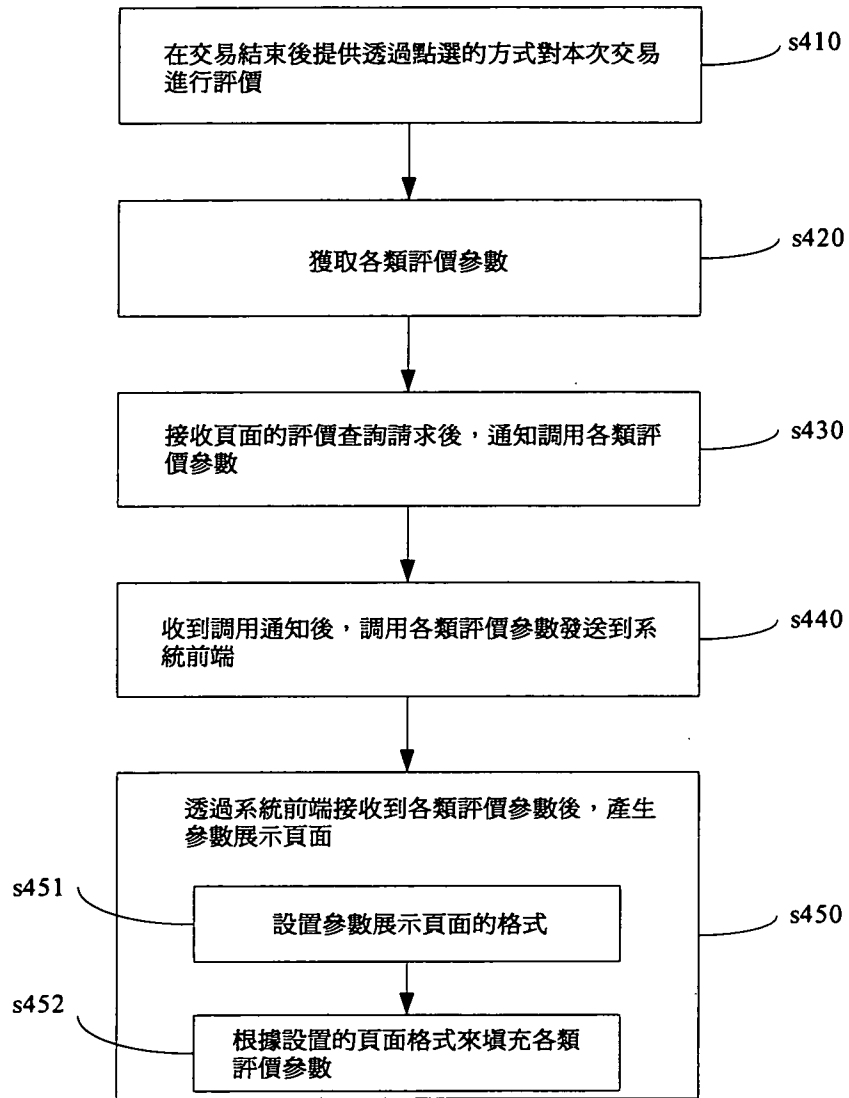 在交易結束後提供透過點選的方式對本次交易
進行評價
s410
獲取各類評價參數
s420
接收頁面的評價查詢請求後，通知調用各類評
價參數
s430
收到調用通知後，調用各類評價參數發送到系
統前端
s440
透過系統前端接收到各類評價參數後，產生
參數展示頁面
s451
設置參數展示頁面的格式
s450
s452
根據設置的頁面格式來填充各類
評價參數